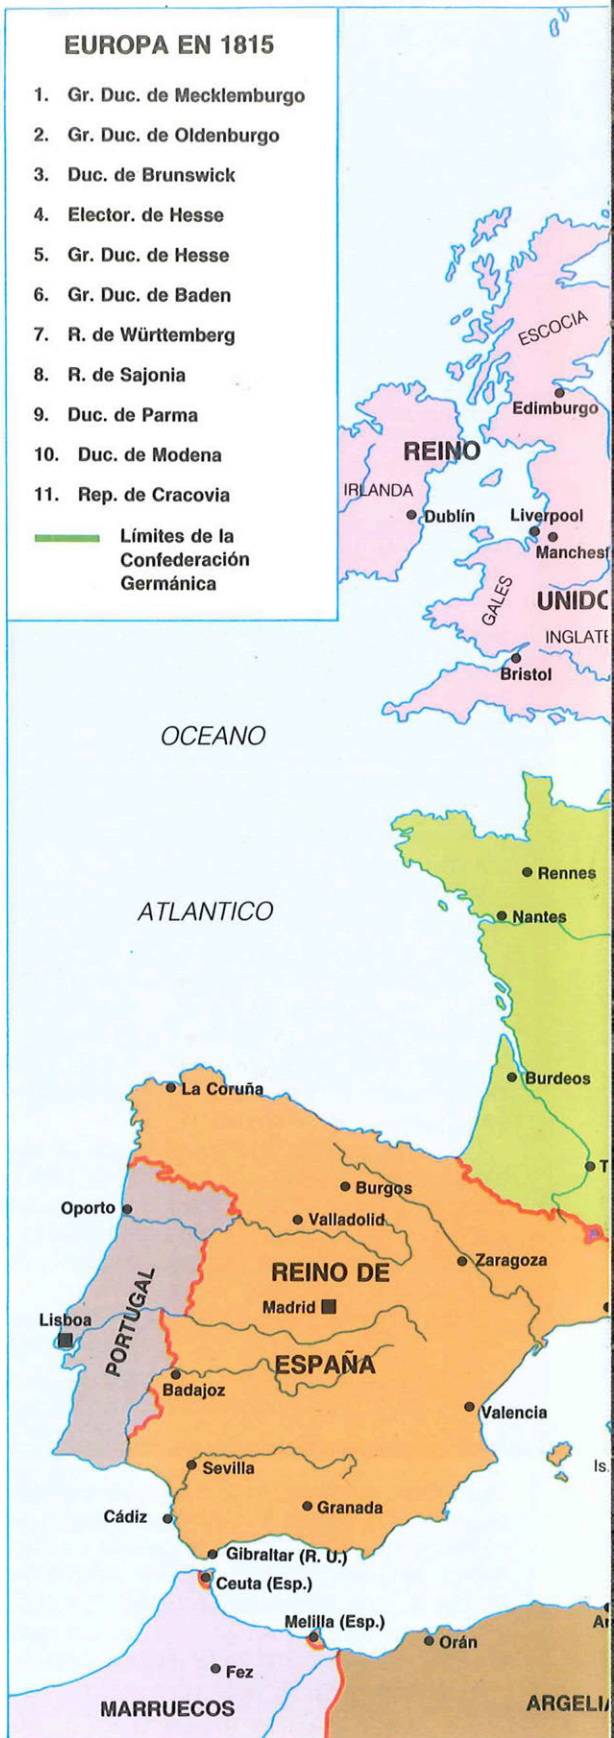 EUROPA EN 1815
1. Gr. Duc. de Mecklemburgo
2. Gr. Duc. de Oldenburgo
3. Duc. de Brunswick
4. Elector. de Hesse
5. Gr. Duc. de Hesse
6. Gr. Duc. de Baden
7. R. de Württemberg
8. R. de Sajonia
9. Duc. de Parma
10. Duc. de Modena
11. Rep. de Cracovia
Límites de la
Confederación
Germánica
ESCOCIA
Edimburgo
REINO
IRLANDA
Dublín
Liverpool
Manchest
GALES
UNIDO
INGLATE
Bristol
OCEANO
Rennes
ATLANTICO
Nantes
Burdeos
La Coruña
T
Burgos
Oporto
Valladolid
Zaragoza
REINO DE
PORTUGAL
Madrid
Lisboa
ESPAÑA
Badajoz
Valencia
Sevilla
Is.
Granada
Cádiz
Gibraltar (R. U.)
Ceuta (Esp.)
Melilla (Esp.)
Orán
Fez
MARRUECOS
ARGELIA